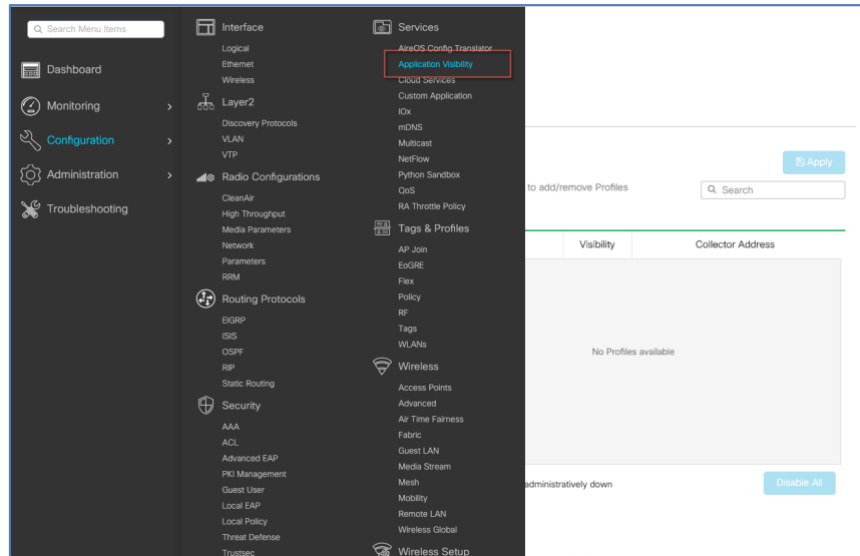 Search Menu Items
Dashboard
Monitoring
Configuration
Administration
Troubleshooting
Interface
Logical
Ethernet
Wireless
Layer2
Discovery Protocols
VLAN
VTP
Radio Configurations
CleanAir
High Throughput
Media Parameters
Network
Parameters
RRM
Routing Protocols
EIGRP
ISIS
OSPF
RIP
Static Routing
Security
AAA
ACL
Advanced EAP
PKI Management
Guest User
Local EAP
Local Policy
Threat Defense
Trustsec
Services
AireOS Config Translator
Application Visibility
Cloud Services
Custom Application
IOx
mDNS
Multicast
NetFlow
Python Sandbox
QoS
RA Throttle Policy
Tags & Profiles
AP Join
EoGRE
Flex
Policy
RF
Tags
WLANs
Wireless
Access Points
Advanced
Air Time Fairness
Fabric
Guest LAN
Media Stream
Mesh
Mobility
Remote LAN
Wireless Global
Wireless Setup
Apply
to add/remove Profiles
Search
Visibility
Collector Address
No Profiles available
administratively down
Disable All